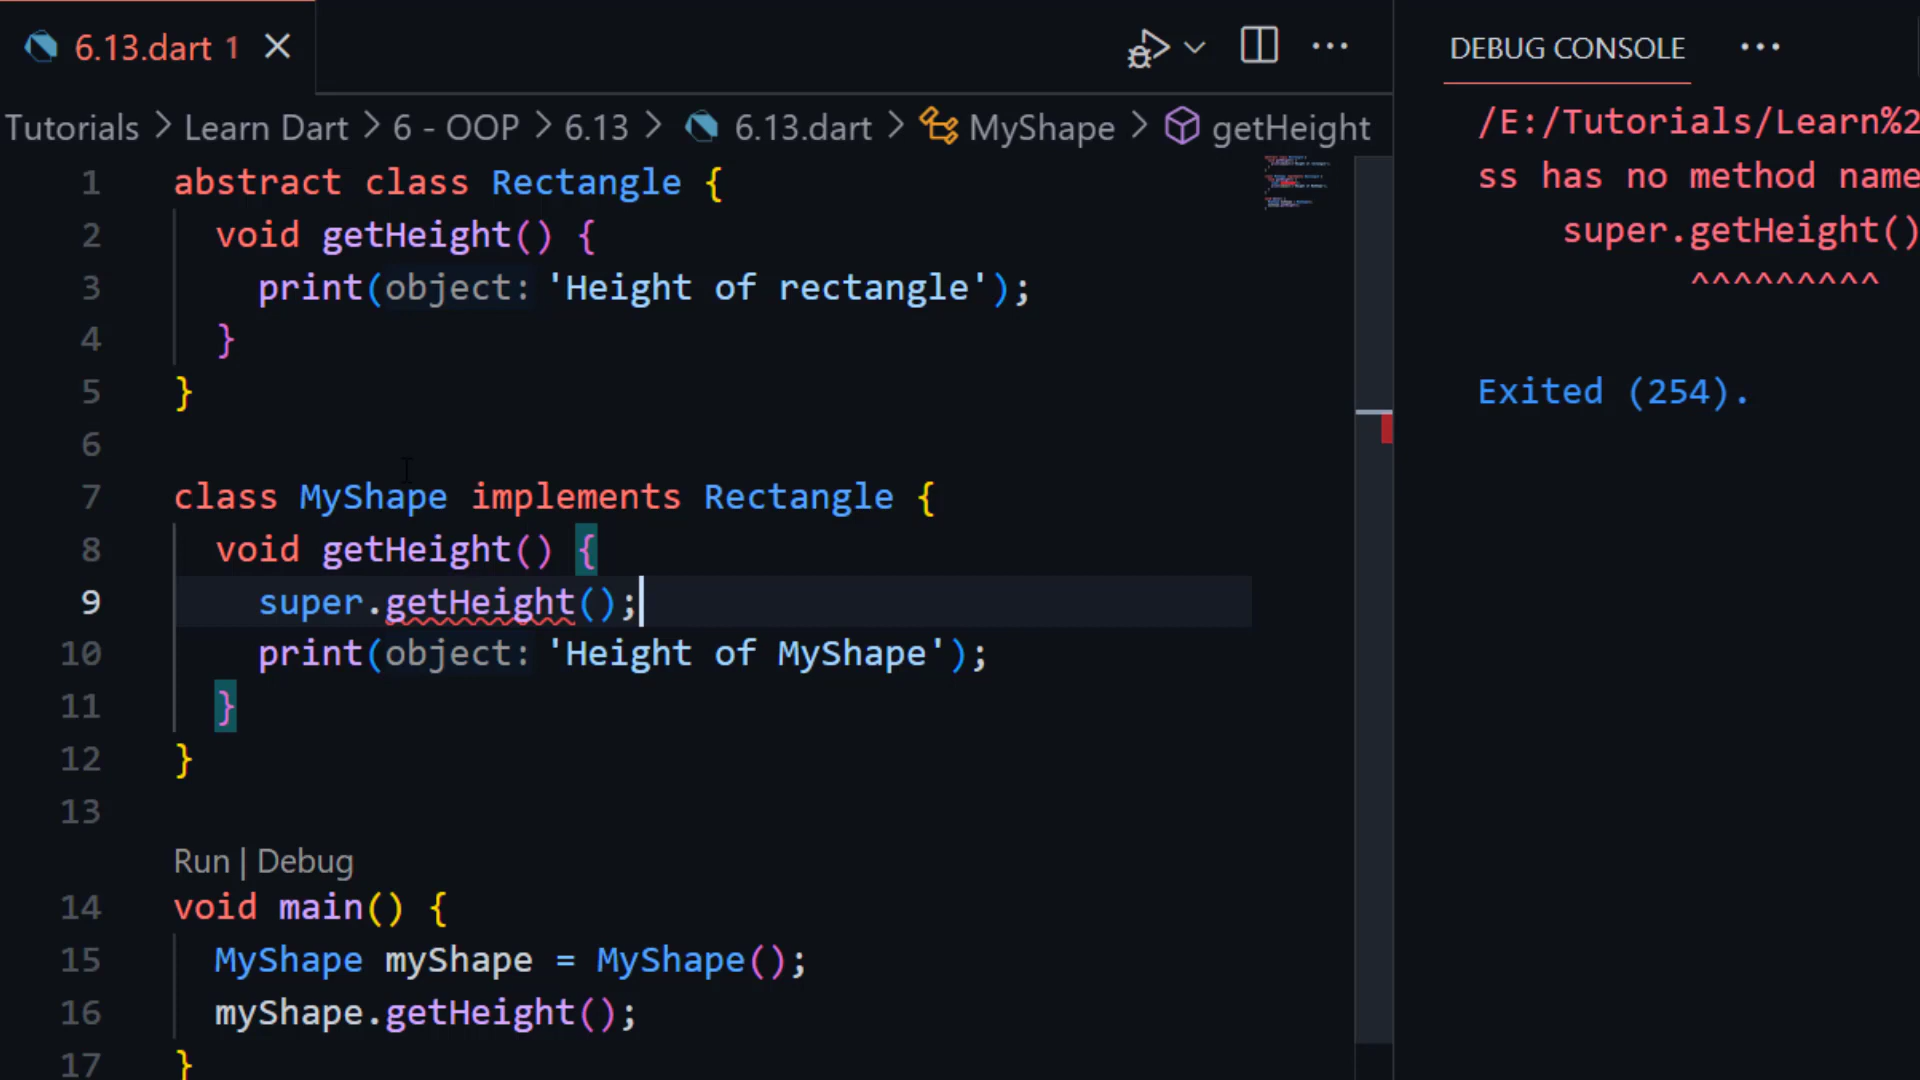 6.13.dart 1
Tutorials > Learn Dart > 6 - OOP > 6.13 > 6.13.dart > MyShape > getHeight
1 abstract class Rectangle {
2   void getHeight() {
3     print(object: 'Height of rectangle');
4   }
5 }
6
7 class MyShape implements Rectangle {
8   void getHeight() {
9     super.getHeight();
10     print(object: 'Height of MyShape');
11   }
12 }
13
Run | Debug
14 void main() {
15   MyShape myShape = MyShape();
16   myShape.getHeight();
17 }
DEBUG CONSOLE
/E:/Tutorials/Learn%2
ss has no method name
super.getHeight()
^^^^^^^^^
Exited (254).